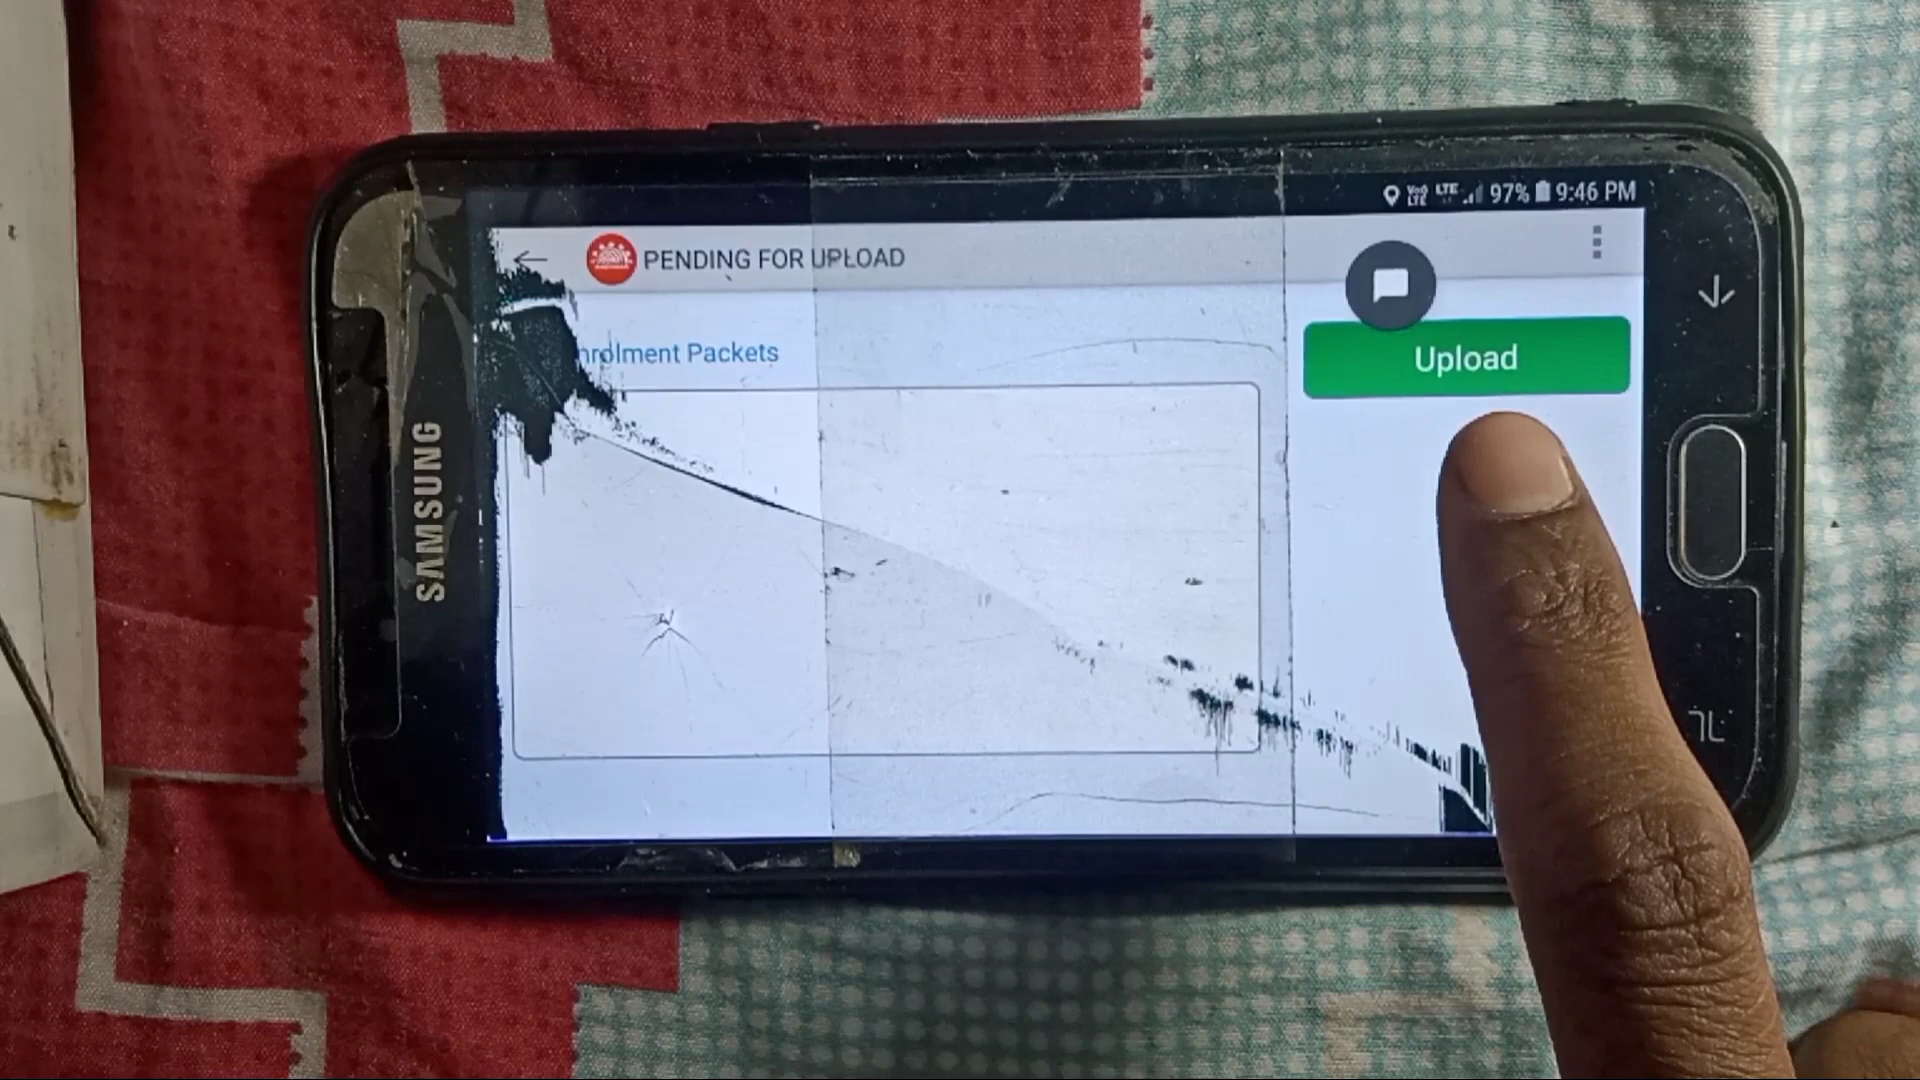 97% 9:46 PM
PENDING FOR UPLOAD
nrolment Packets
Upload
SAMSUNG